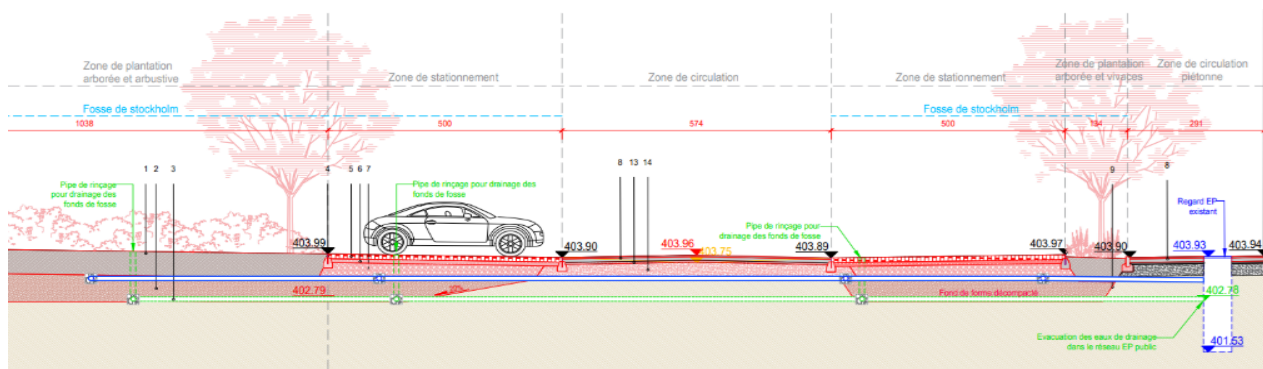 Zone de plantation
arborée et arbustive
Zone de stationnement
Zone de circulation
Zone de stationnement
Zone de plantation
arborée et vivaces
Zone de circulation
piétonne
Fosse de stockholm
Fosse de stockholm
1038
500
574
500
134
291
1 2 3
4 5 6 7
8 13 14
9
8
Pipe de rinçage
pour drainage des
fonds de fosse
Pipe de rinçage pour drainage des
fonds de fosse
Pipe de rinçage pour
drainage des fonds de fosse
Regard EP
existant
403.99
403.90
403.96
403.75
403.89
403.97
403.90
403.93
403.94
402.79
Fond de forme décompacté
402.78
Evacuation des eaux de drainage
dans le réseau EP public
401.53